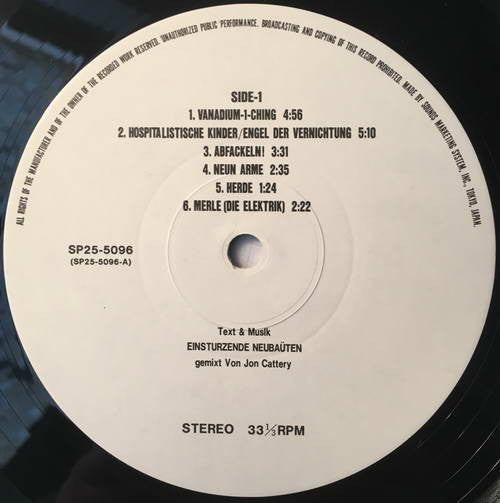 ALL RIGHTS OF THE MANUFACTURER AND OF THE OWNER OF THE RECORDED WORK RESERVED. UNAUTHORIZED PUBLIC PERFORMANCE. BROADCASTING AND COPYING OF THIS RECORD PROHIBITED. MADE BY SOUNDS MARKETING SYSTEM, INC., TOKYO, JAPAN.
SIDE-1
1. VANADIUM-1-CHING 4:56
2. HOSPITALISTISCHE KINDER/ENGEL DER VERNICHTUNG 5:10
3. ABFACKELN! 3:31
4. NEUN ARME 2:35
5. HERDE 1:24
6. MERLE (DIE ELEKTRIK) 2:22
SP25-5096
(SP25-5096-A)
Text & Musik
EINSTURZENDE NEUBAÜTEN
gemixt Von Jon Cattery
STEREO 33⅓RPM